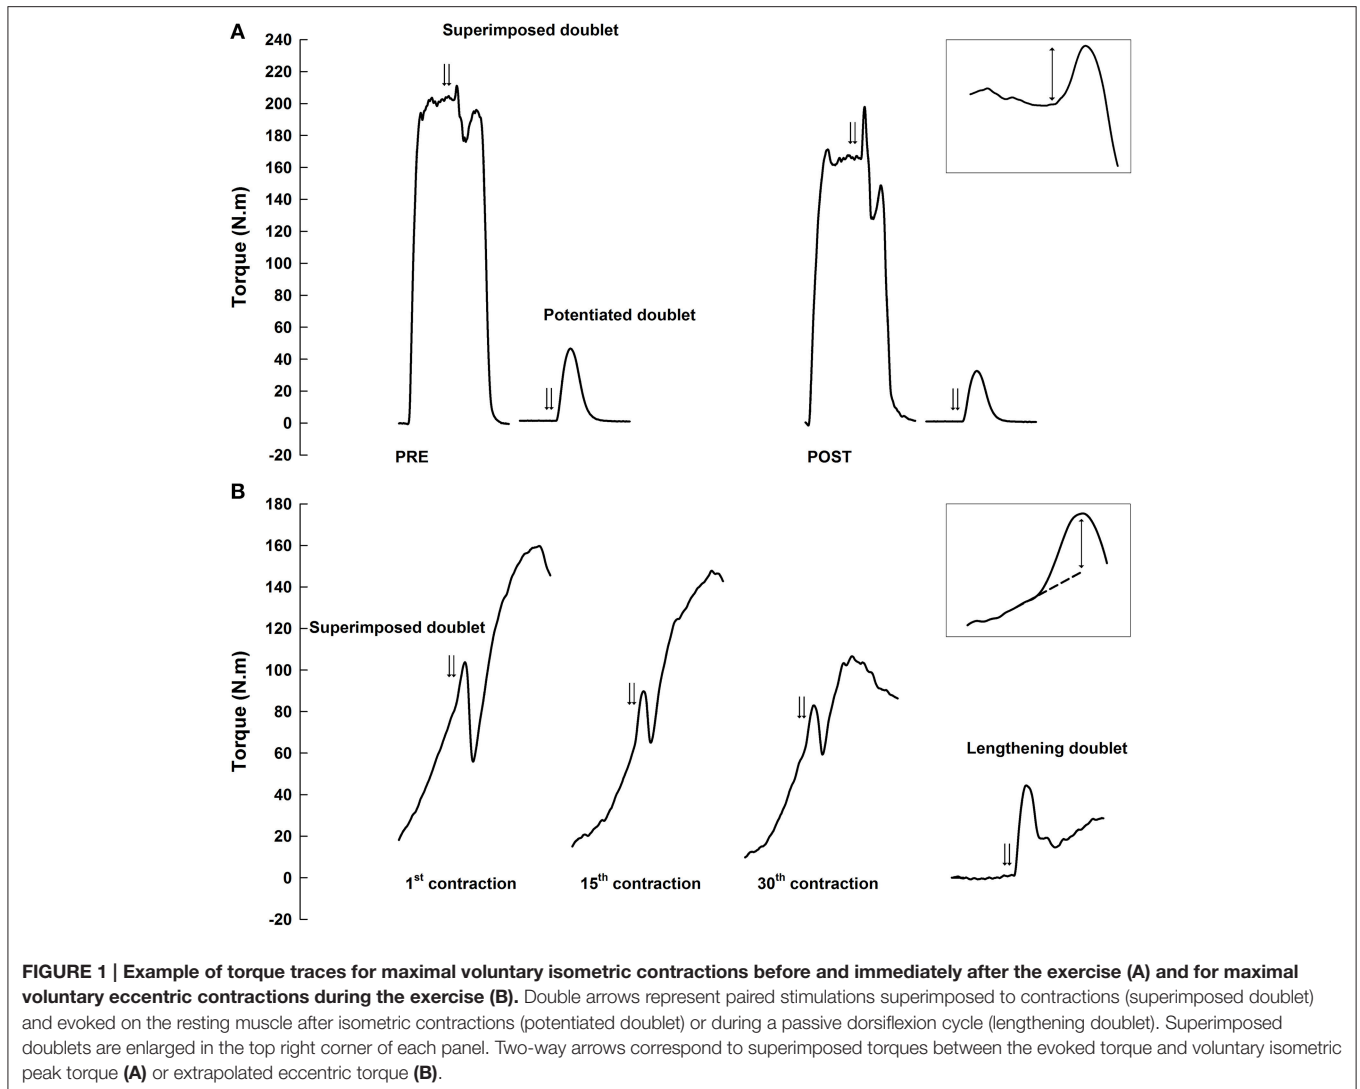 A
Superimposed doublet
240
220
200
180
160
140
120
100
80
60
40
20
0
-20
Torque (N.m)
Potentiated doublet
PRE
POST
B
180
160
140
120
100
80
60
40
20
0
-20
Torque (N.m)
Superimposed doublet
Lengthening doublet
1st contraction
15th contraction
30th contraction
FIGURE 1 | Example of torque traces for maximal voluntary isometric contractions before and immediately after the exercise (A) and for maximal
voluntary eccentric contractions during the exercise (B). Double arrows represent paired stimulations superimposed to contractions (superimposed doublet)
and evoked on the resting muscle after isometric contractions (potentiated doublet) or during a passive dorsiflexion cycle (lengthening doublet). Superimposed
doublets are enlarged in the top right corner of each panel. Two-way arrows correspond to superimposed torques between the evoked torque and voluntary isometric
peak torque (A) or extrapolated eccentric torque (B).